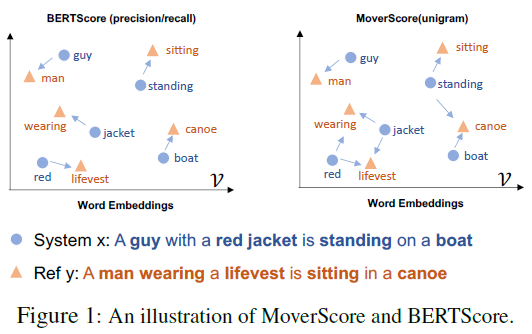 BERTScore (precision/recall)
MoverScore(unigram)
guy
sitting
man
standing
wearing
jacket
canoe
boat
red
lifevest
𝒱
Word Embeddings
guy
sitting
man
standing
wearing
jacket
canoe
boat
red
lifevest
𝒱
Word Embeddings
System x: A guy with a red jacket is standing on a boat
Ref y: A man wearing a lifevest is sitting in a canoe
Figure 1: An illustration of MoverScore and BERTScore.